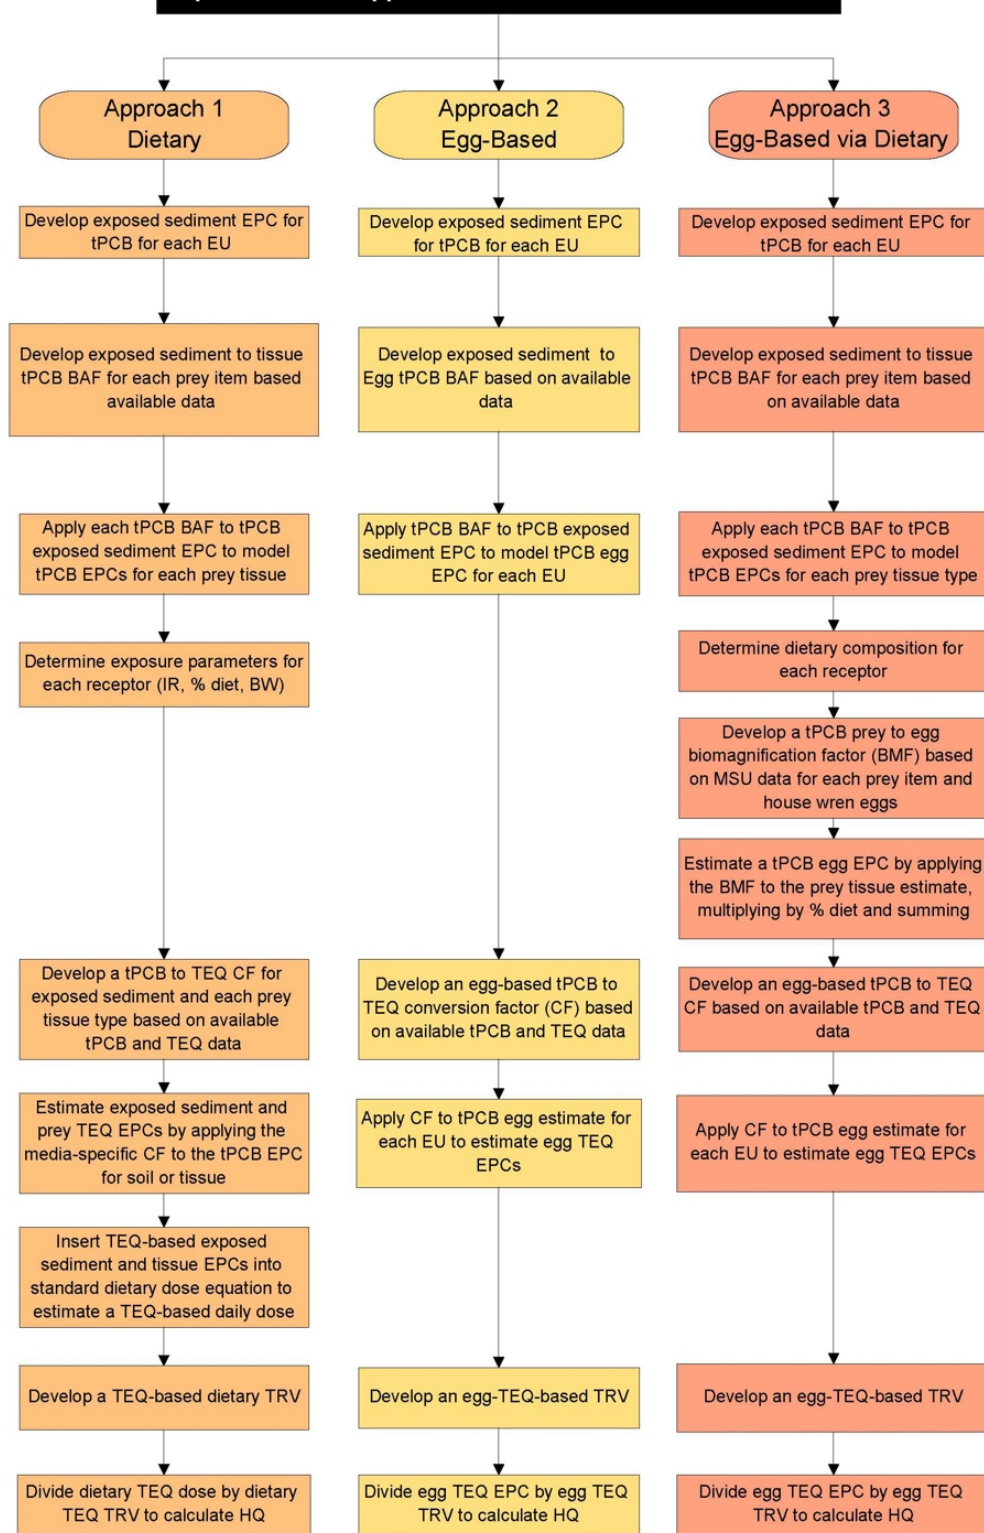 Approach 1
Dietary
Develop exposed sediment EPC for
tPCB for each EU
Develop exposed sediment to tissue
tPCB BAF for each prey item based
available data
Apply each tPCB BAF to tPCB
exposed sediment EPC to model
tPCB EPCs for each prey tissue
Determine exposure parameters for
each receptor (IR, % diet, BW)
Develop a tPCB to TEQ CF for
exposed sediment and each prey
tissue type based on available
tPCB and TEQ data
Estimate exposed sediment and
prey TEQ EPCs by applying the
media-specific CF to the tPCB EPC
for soil or tissue
Insert TEQ-based exposed
sediment and tissue EPCs into
standard dietary dose equation to
estimate a TEQ-based daily dose
Develop a TEQ-based dietary TRV
Divide dietary TEQ dose by dietary
TEQ TRV to calculate HQ
Approach 2
Egg-Based
Develop exposed sediment EPC
for tPCB for each EU
Develop exposed sediment to
Egg tPCB BAF based on available
data
Apply tPCB BAF to tPCB exposed
sediment EPC to model tPCB egg
EPC for each EU
Develop an egg-based tPCB to
TEQ conversion factor (CF) based
on available tPCB and TEQ data
Apply CF to tPCB egg estimate for
each EU to estimate egg TEQ
EPCs
Develop an egg-TEQ-based TRV
Divide egg TEQ EPC by egg TEQ
TRV to calculate HQ
Approach 3
Egg-Based via Dietary
Develop exposed sediment EPC for
tPCB for each EU
Develop exposed sediment to tissue
tPCB BAF for each prey item based
on available data
Apply each tPCB BAF to tPCB
exposed sediment EPC to model
tPCB EPCs for each prey tissue type
Determine dietary composition for
each receptor
Develop a tPCB prey to egg
biomagnification factor (BMF) based
on MSU data for each prey item and
house wren eggs
Estimate a tPCB egg EPC by applying
the BMF to the prey tissue estimate,
multiplying by % diet and summing
Develop an egg-based tPCB to TEQ
CF based on available tPCB and TEQ
data
Apply CF to tPCB egg estimate for
each EU to estimate egg TEQ EPCs
Develop an egg-TEQ-based TRV
Divide egg TEQ EPC by egg TEQ
TRV to calculate HQ